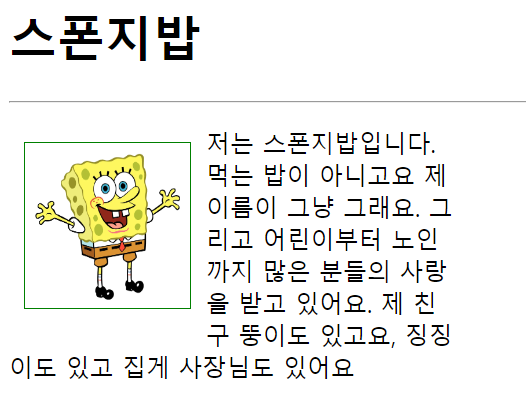 스폰지밥
저는 스폰지밥입니다.
먹는 밥이 아니고요 제
이름이 그냥 그래요. 그
리고 어린이부터 노인
까지 많은 분들의 사랑
을 받고 있어요. 제 친
구 뚱이도 있고요, 징징
이도 있고 집게 사장님도 있어요